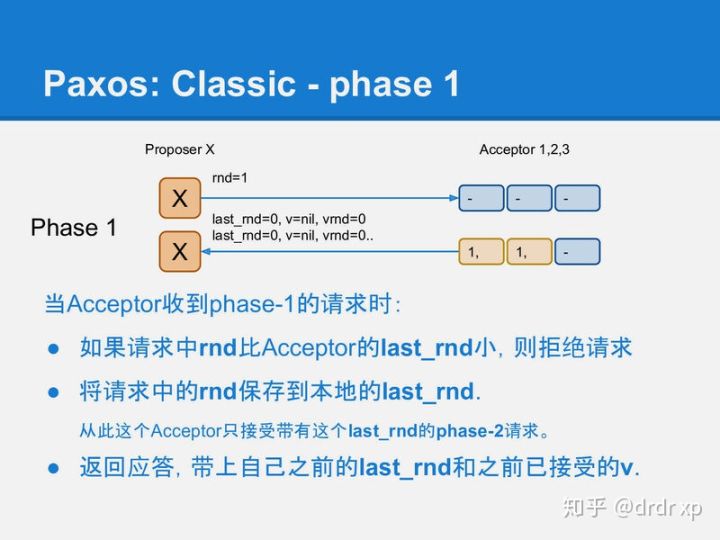 Paxos: Classic - phase 1
Proposer X
Acceptor 1,2,3
rnd=1
X
- - -
Phase 1
last_rnd=0, v=nil, vrnd=0
last_rnd=0, v=nil, vrnd=0..
X
1, 1, -
当Acceptor收到phase-1的请求时：
● 如果请求中rnd比Acceptor的last_rnd小，则拒绝请求
● 将请求中的rnd保存到本地的last_rnd.
从此这个Acceptor只接受带有这个last_rnd的phase-2请求。
● 返回应答，带上自己之前的last_rnd和之前已接受的v.
知乎 @drdr xp